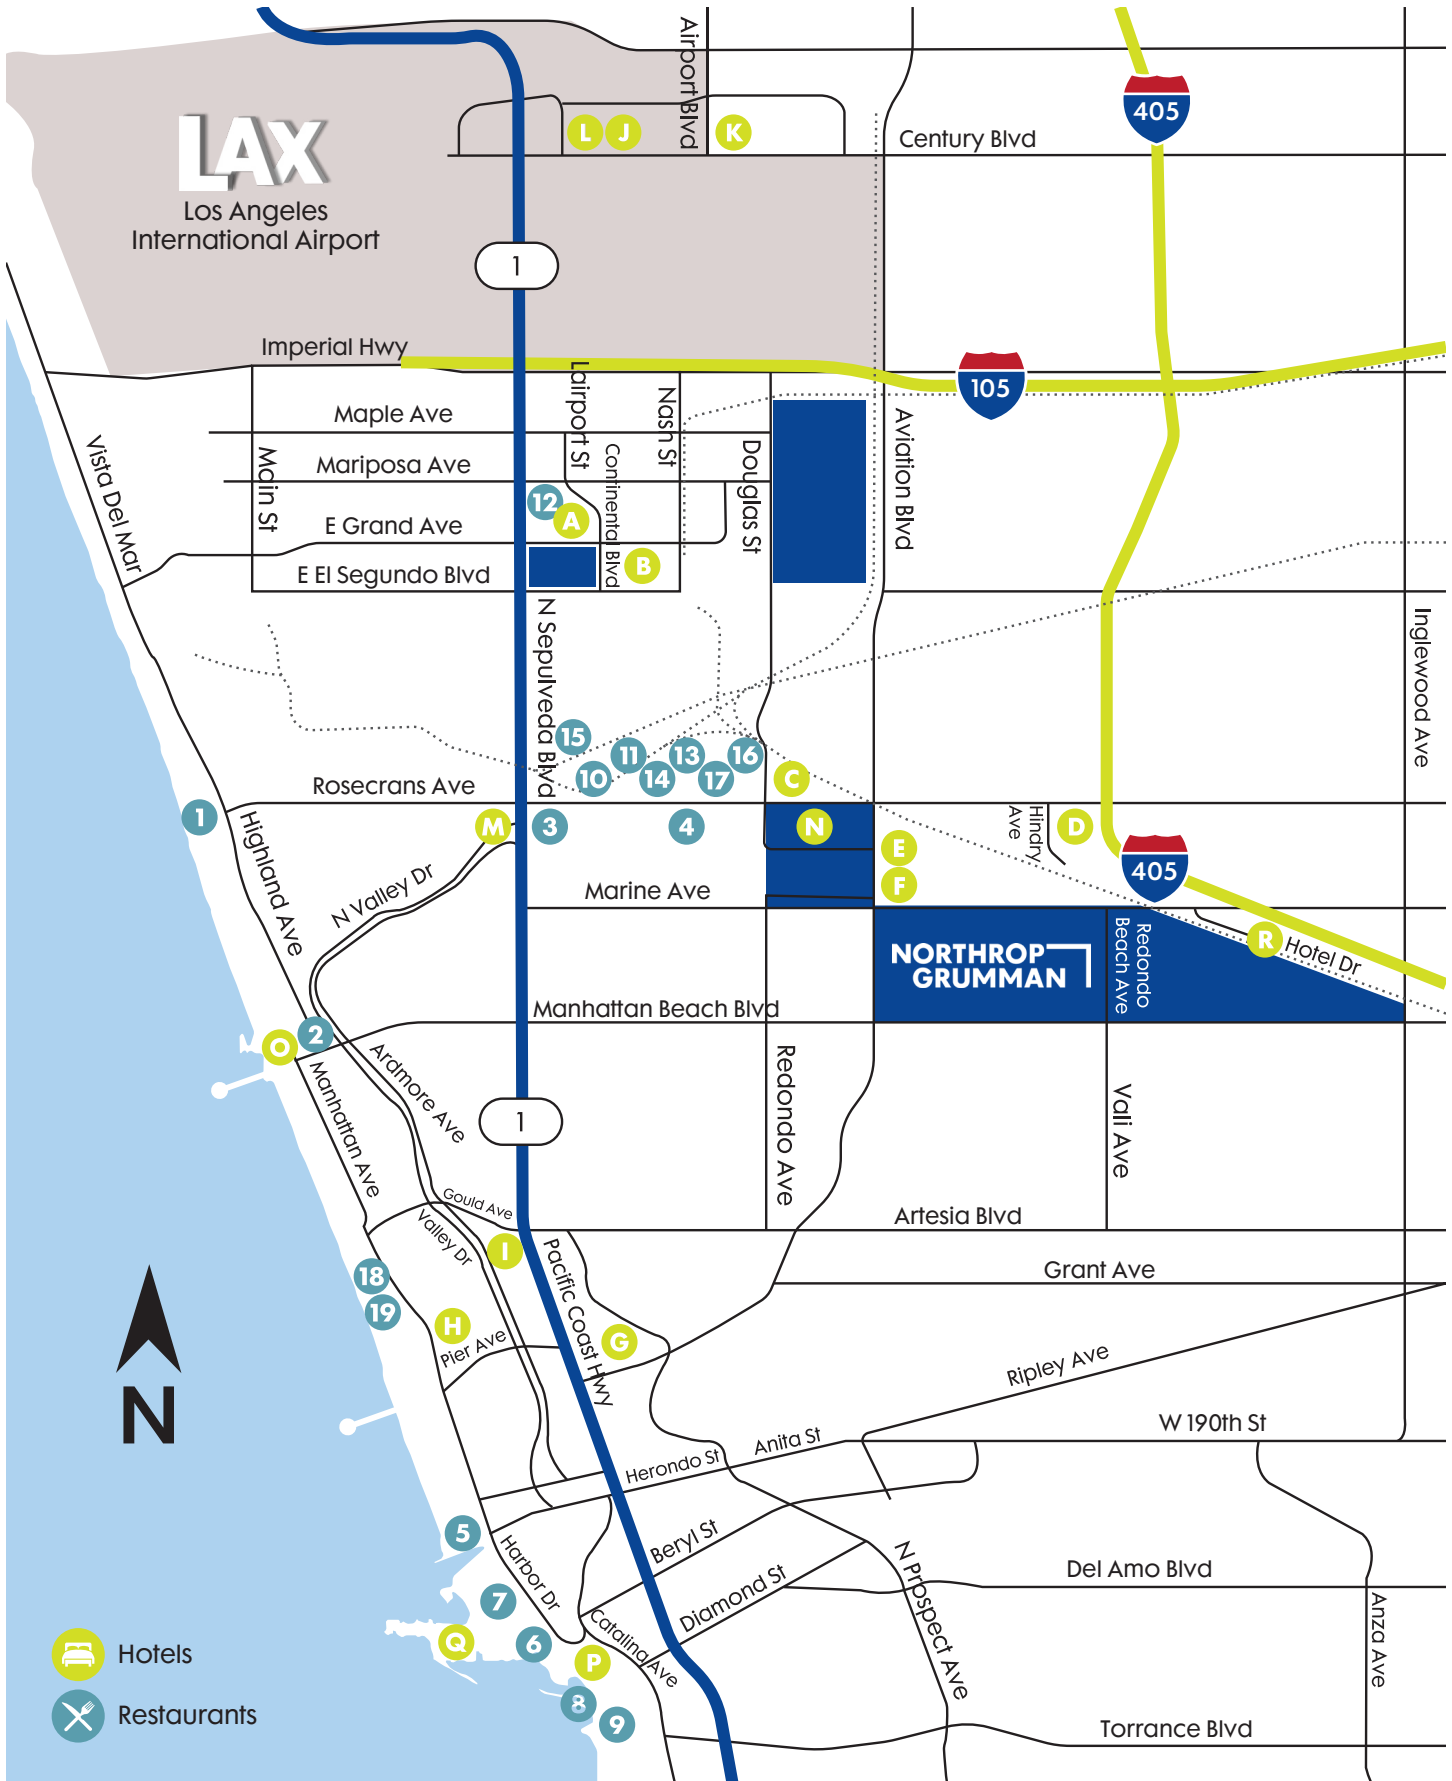 Airport Blvd
405
L
J
K
Century Blvd
LAX
Los Angeles
International Airport
1
Imperial Hwy
105
Lairport St
Nash St
Maple Ave
Aviation Blvd
Vista Del Mar
Main St
Mariposa Ave
Continental Blvd
Douglas St
12
A
E Grand Ave
B
E El Segundo Blvd
N Sepulveda Blvd
Inglewood Ave
15
11
13
16
10
14
17
C
Rosecrans Ave
1
Highland Ave
M
3
4
N
Hindry
Ave
D
E
405
F
N Valley Dr
Marine Ave
NORTHROP
GRUMMAN
Redondo
Beach Ave
R
Hotel Dr
Manhattan Beach Blvd
2
O
Manhattan Ave
Ardmore Ave
Redondo Ave
Vali Ave
1
Gould Ave
Valley Dr
Artesia Blvd
I
Pacific Coast Hwy
18
Grant Ave
19
H
Pier Ave
G
Ripley Ave
N
W 190th St
Anita St
Herondo St
5
Harbor Dr
Beryl St
N Prospect Ave
Del Amo Blvd
7
Diamond St
Catalina Ave
Anza Ave
Q
6
P
Hotels
8
9
Restaurants
Torrance Blvd